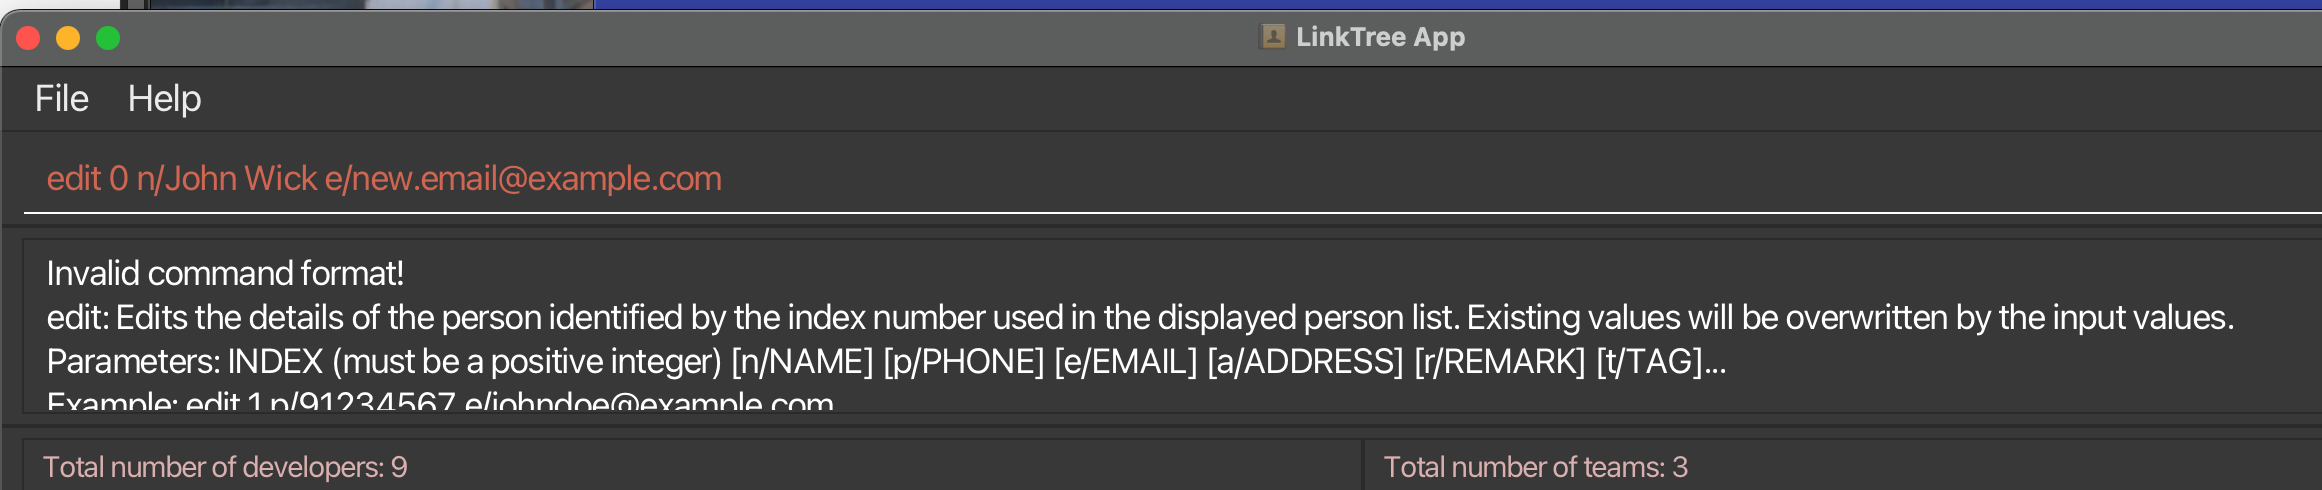 LinkTree App
File Help
edit 0 n/John Wick e/new.email@example.com
Invalid command format!
edit: Edits the details of the person identified by the index number used in the displayed person list. Existing values will be overwritten by the input values.
Parameters: INDEX (must be a positive integer) [n/NAME] [p/PHONE] [e/EMAIL] [a/ADDRESS] [r/REMARK] [t/TAG]...
Example: edit 1 p/91234567 e/johndoe@example.com
Total number of developers: 9
Total number of teams: 3